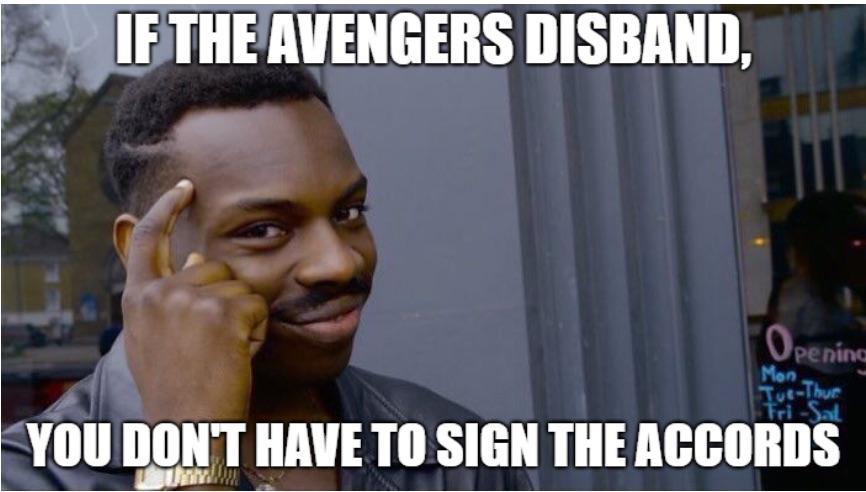 IF THE AVENGERS DISBAND,
Opening
Mon
Tue-Thur
Fri-Sat
YOU DON'T HAVE TO SIGN THE ACCORDS